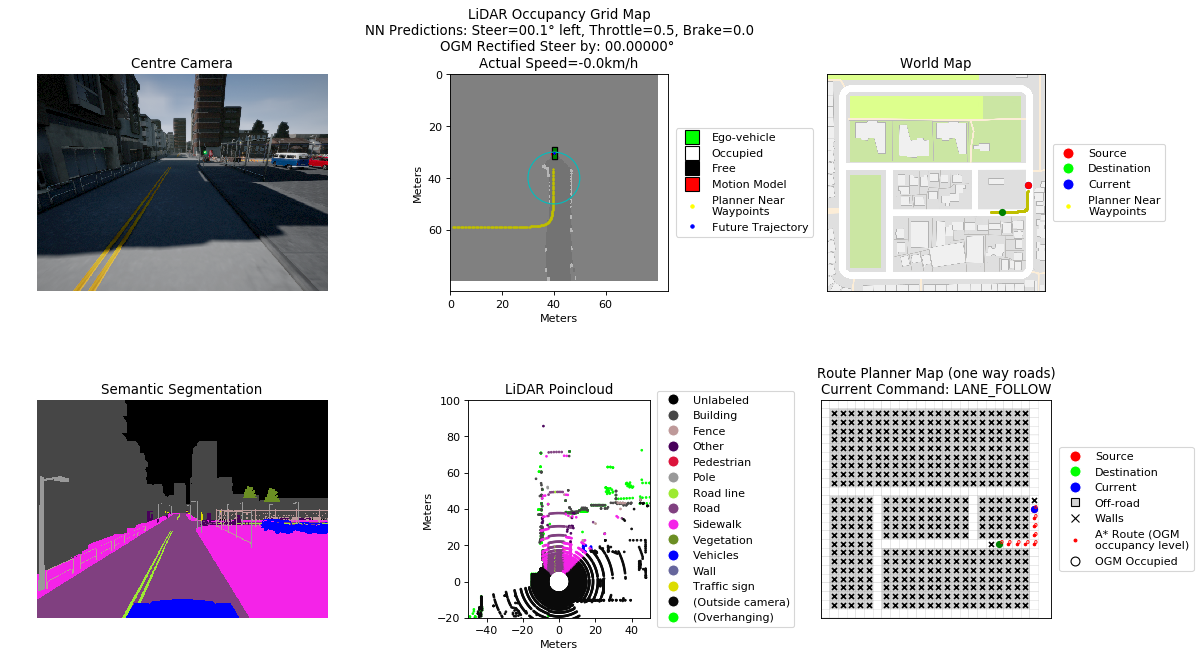 LiDAR Occupancy Grid Map
NN Predictions: Steer=00.1° left, Throttle=0.5, Brake=0.0
OGM Rectified Steer by: 00.00000°
Actual Speed=-0.0km/h
Centre Camera
World Map
0
20
40
60
Meters
0
20
40
60
Meters
Ego-vehicle
Occupied
Free
Motion Model
Planner Near
Waypoints
Future Trajectory
Source
Destination
Current
Planner Near
Waypoints
Semantic Segmentation
LiDAR Poincloud
100
80
60
40
20
0
−20
Meters
−40
−20
0
20
40
Meters
Unlabeled
Building
Fence
Other
Pedestrian
Pole
Road line
Road
Sidewalk
Vegetation
Vehicles
Wall
Traffic sign
(Outside camera)
(Overhanging)
Route Planner Map (one way roads)
Current Command: LANE_FOLLOW
Source
Destination
Current
Off-road
Walls
A* Route (OGM
occupancy level)
OGM Occupied